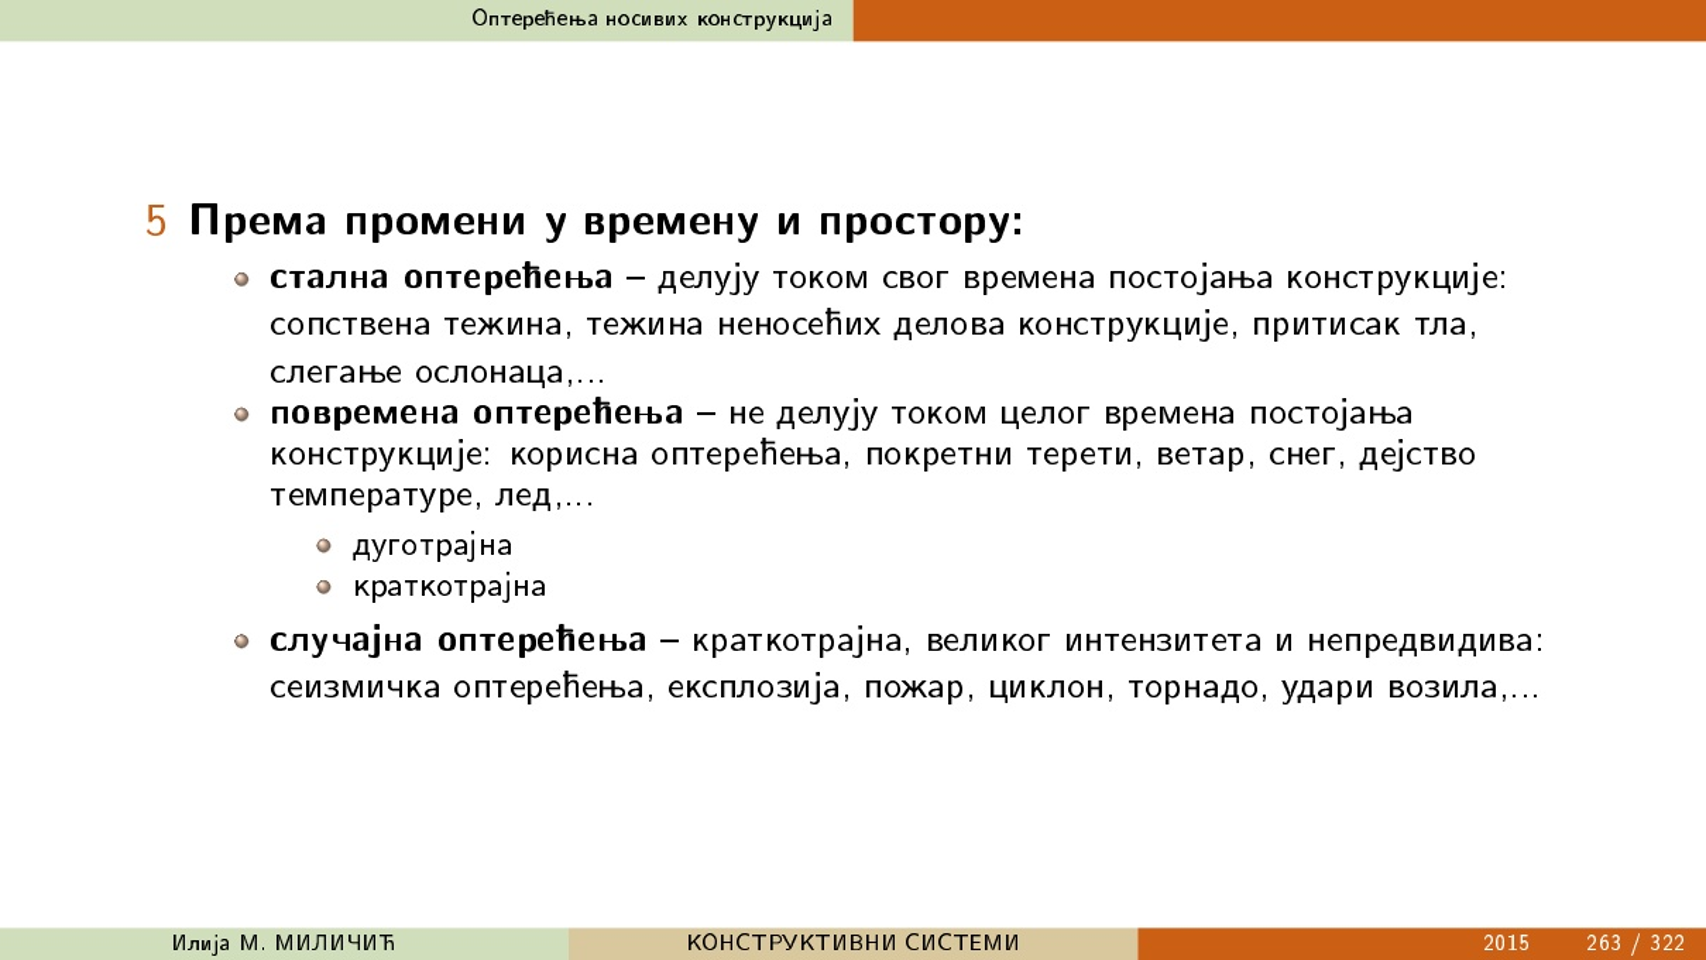 Оптерећења носивих конструкција
5 Према промени у времену и простору:
стална оптерећења – делују током свог времена постојања конструкције:
сопствена тежина, тежина неносећих делова конструкције, притисак тла,
слегање ослонаца,...
повремена оптерећења – не делују током целог времена постојања
конструкције: корисна оптерећења, покретни терети, ветар, снег, дејство
температуре, лед,...
дуготрајна
краткотрајна
случајна оптерећења – краткотрајна, великог интензитета и непредвидива:
сеизмичка оптерећења, експлозија, пожар, циклон, торнадо, удари возила,...
Илија М. МИЛИЧИЋ КОНСТРУКТИВНИ СИСТЕМИ 2015 263 / 322